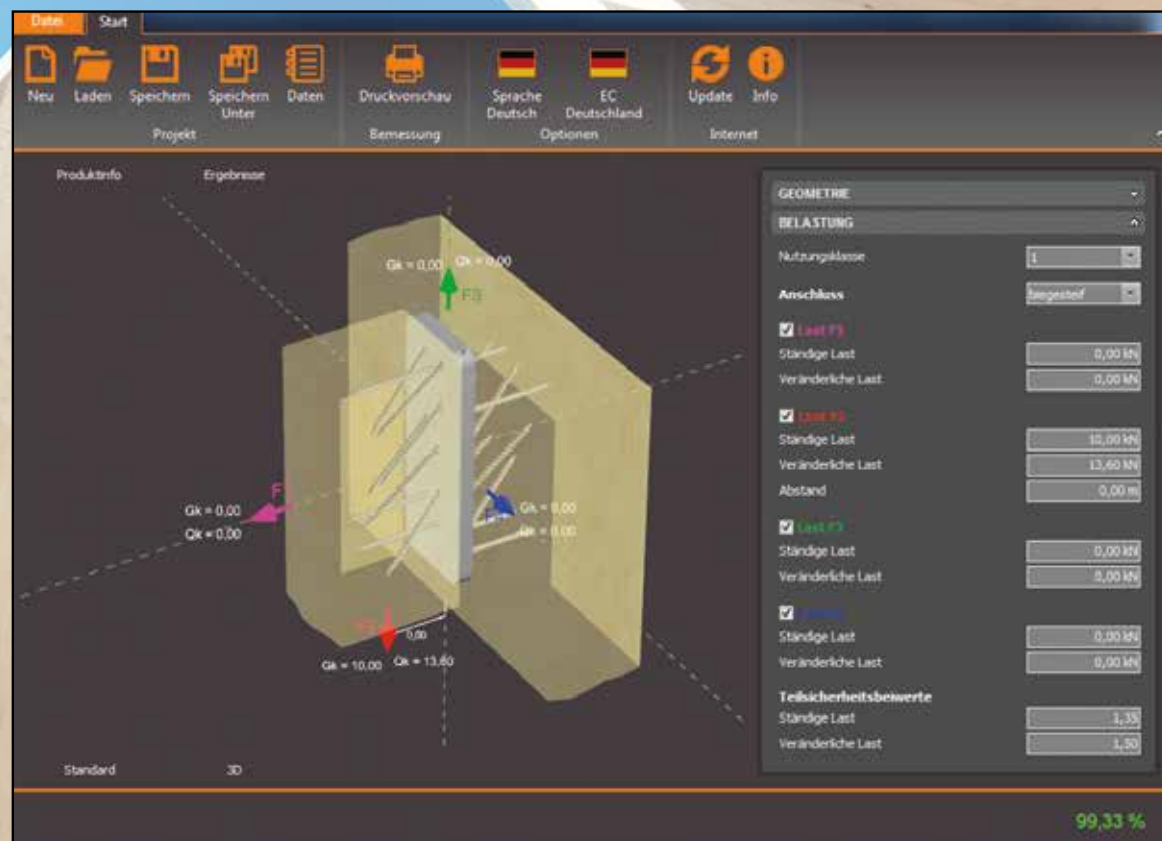 Datei Start
Neu Laden Speichern Speichern Unter Daten Druckvorschau Sprache Deutsch EC Deutschland Update Info
Projekt Bemessung Optionen Internet
Produktinfo Ergebnisse
Gk = 0,00 Qk = 0,00
F3
Gk = 0,00
Qk = 0,00
Gk = 0,00
Qk = 0,00
0,00
Gk = 10,00 Qk = 13,60
Standard 3D
GEOMETRIE
BELASTUNG
Nutzungsklasse 1
Anschluss biegesteif
Ständige Last 0,00 kN
Veränderliche Last 0,00 kN
Last F2
Ständige Last 10,00 kN
Veränderliche Last 13,60 kN
Abstand 0,00 m
Last F3
Ständige Last 0,00 kN
Veränderliche Last 0,00 kN
Ständige Last 0,00 kN
Veränderliche Last 0,00 kN
Teilsicherheitsbeiwerte
Ständige Last 1,35
Veränderliche Last 1,50
99,33 %